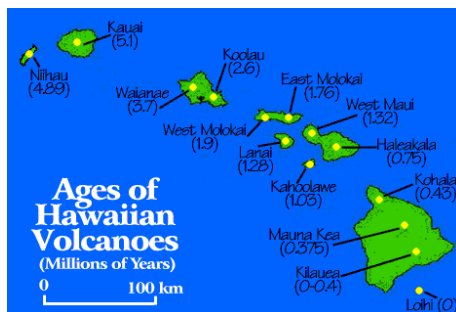 Kauai
(5.1)
Niihau
(4.89)
Koolau
(2.6)
Waianae
(3.7)
East Molokai
(1.76)
West Maui
(1.32)
West Molokai
(1.9)
Lanai
(1.28)
Haleakala
(0.75)
Kahoolawe
(1.03)
Kohala
(0.43)
Mauna Kea
(0.375)
Kilauea
(0-0.4)
Loihi (0)
Ages of
Hawaiian
Volcanoes
(Millions of Years)
0 100 km